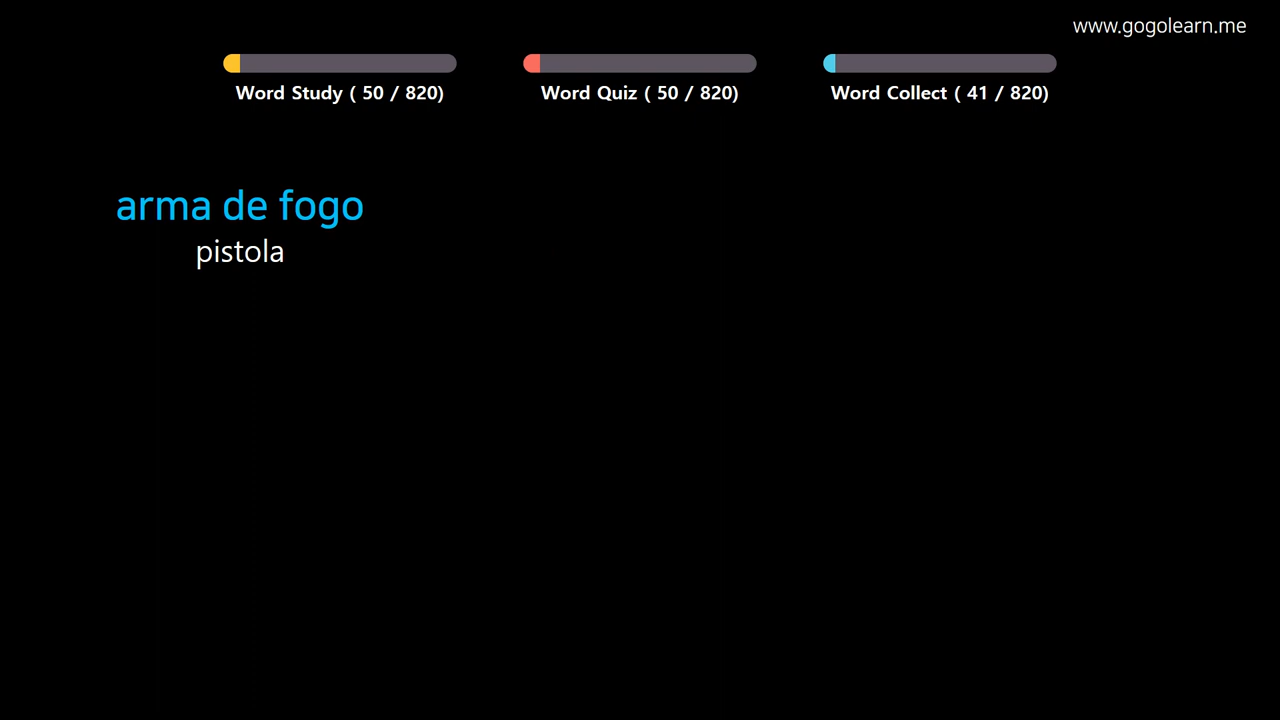 www.gogolearn.me
Word Study ( 50 / 820)
Word Quiz ( 50 / 820)
Word Collect ( 41 / 820)
arma de fogo
pistola